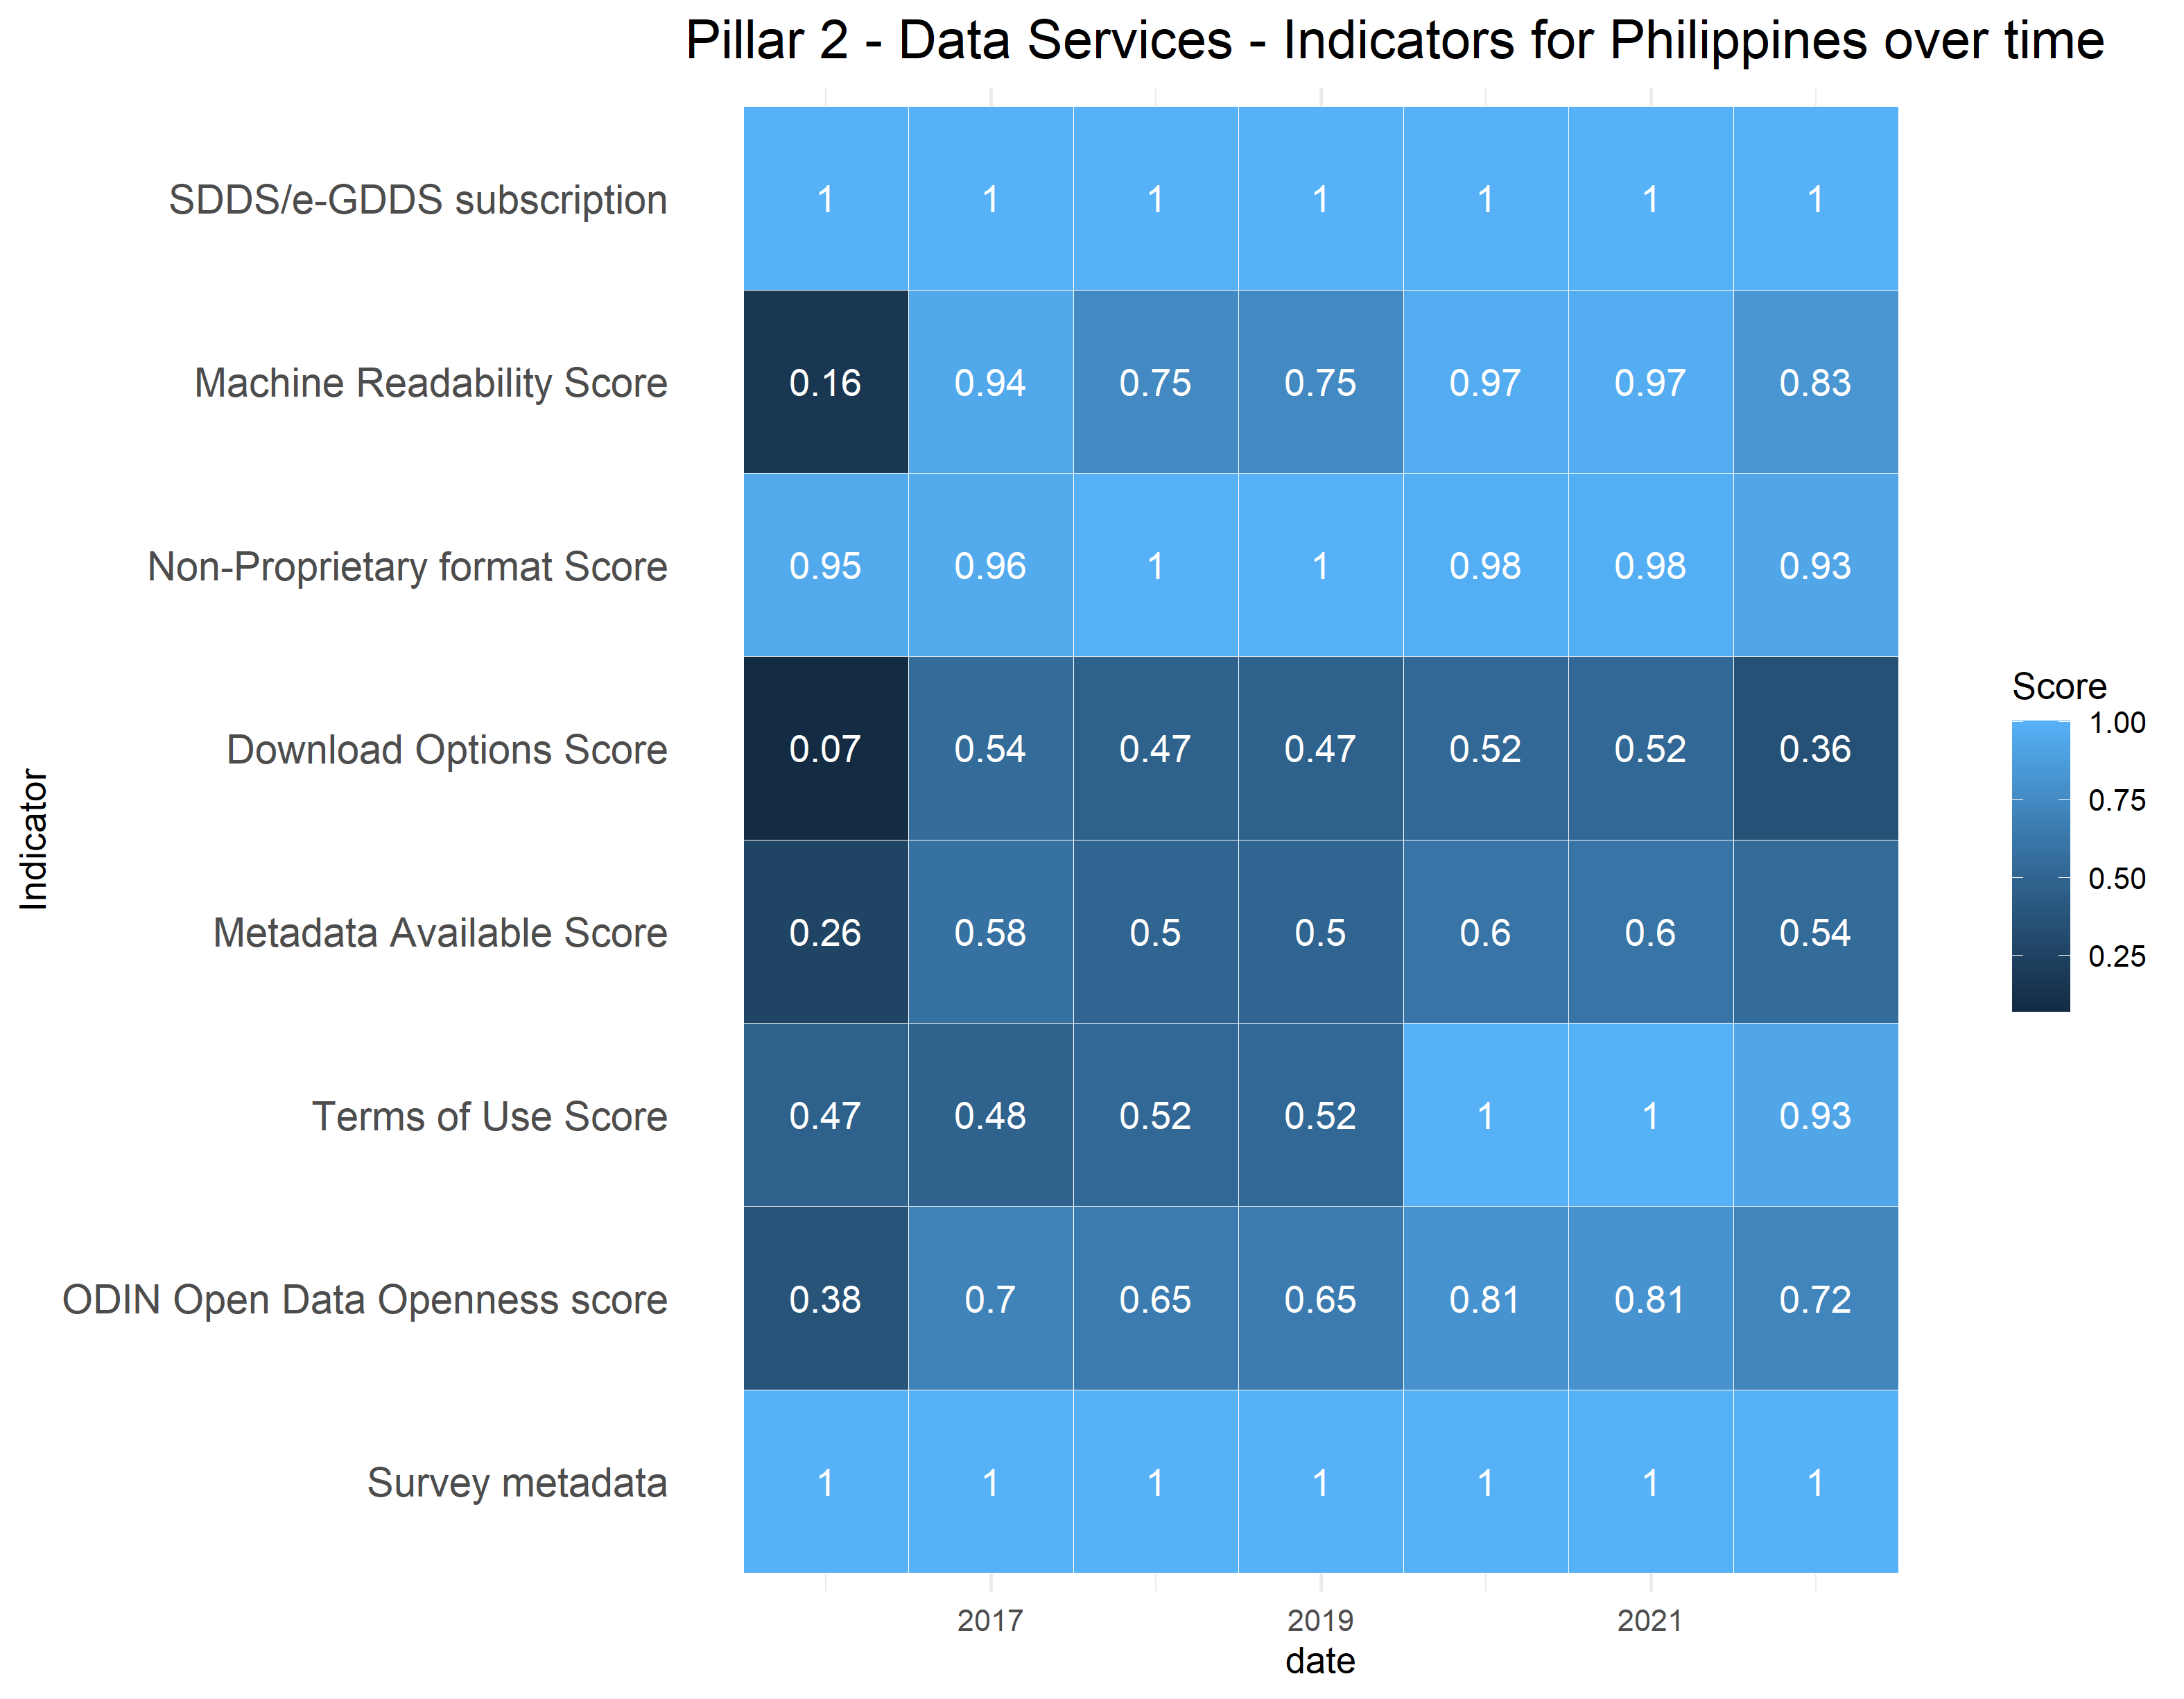 Pillar 2 - Data Services - Indicators for Philippines over time
Indicator
SDDS/e-GDDS subscription 1 1 1 1 1 1 1
Machine Readability Score 0.16 0.94 0.75 0.75 0.97 0.97 0.83
Non-Proprietary format Score 0.95 0.96 1 1 0.98 0.98 0.93
Download Options Score 0.07 0.54 0.47 0.47 0.52 0.52 0.36
Metadata Available Score 0.26 0.58 0.5 0.5 0.6 0.6 0.54
Terms of Use Score 0.47 0.48 0.52 0.52 1 1 0.93
ODIN Open Data Openness score 0.38 0.7 0.65 0.65 0.81 0.81 0.72
Survey metadata 1 1 1 1 1 1 1
2017 2019 2021
date
Score
1.00
0.75
0.50
0.25